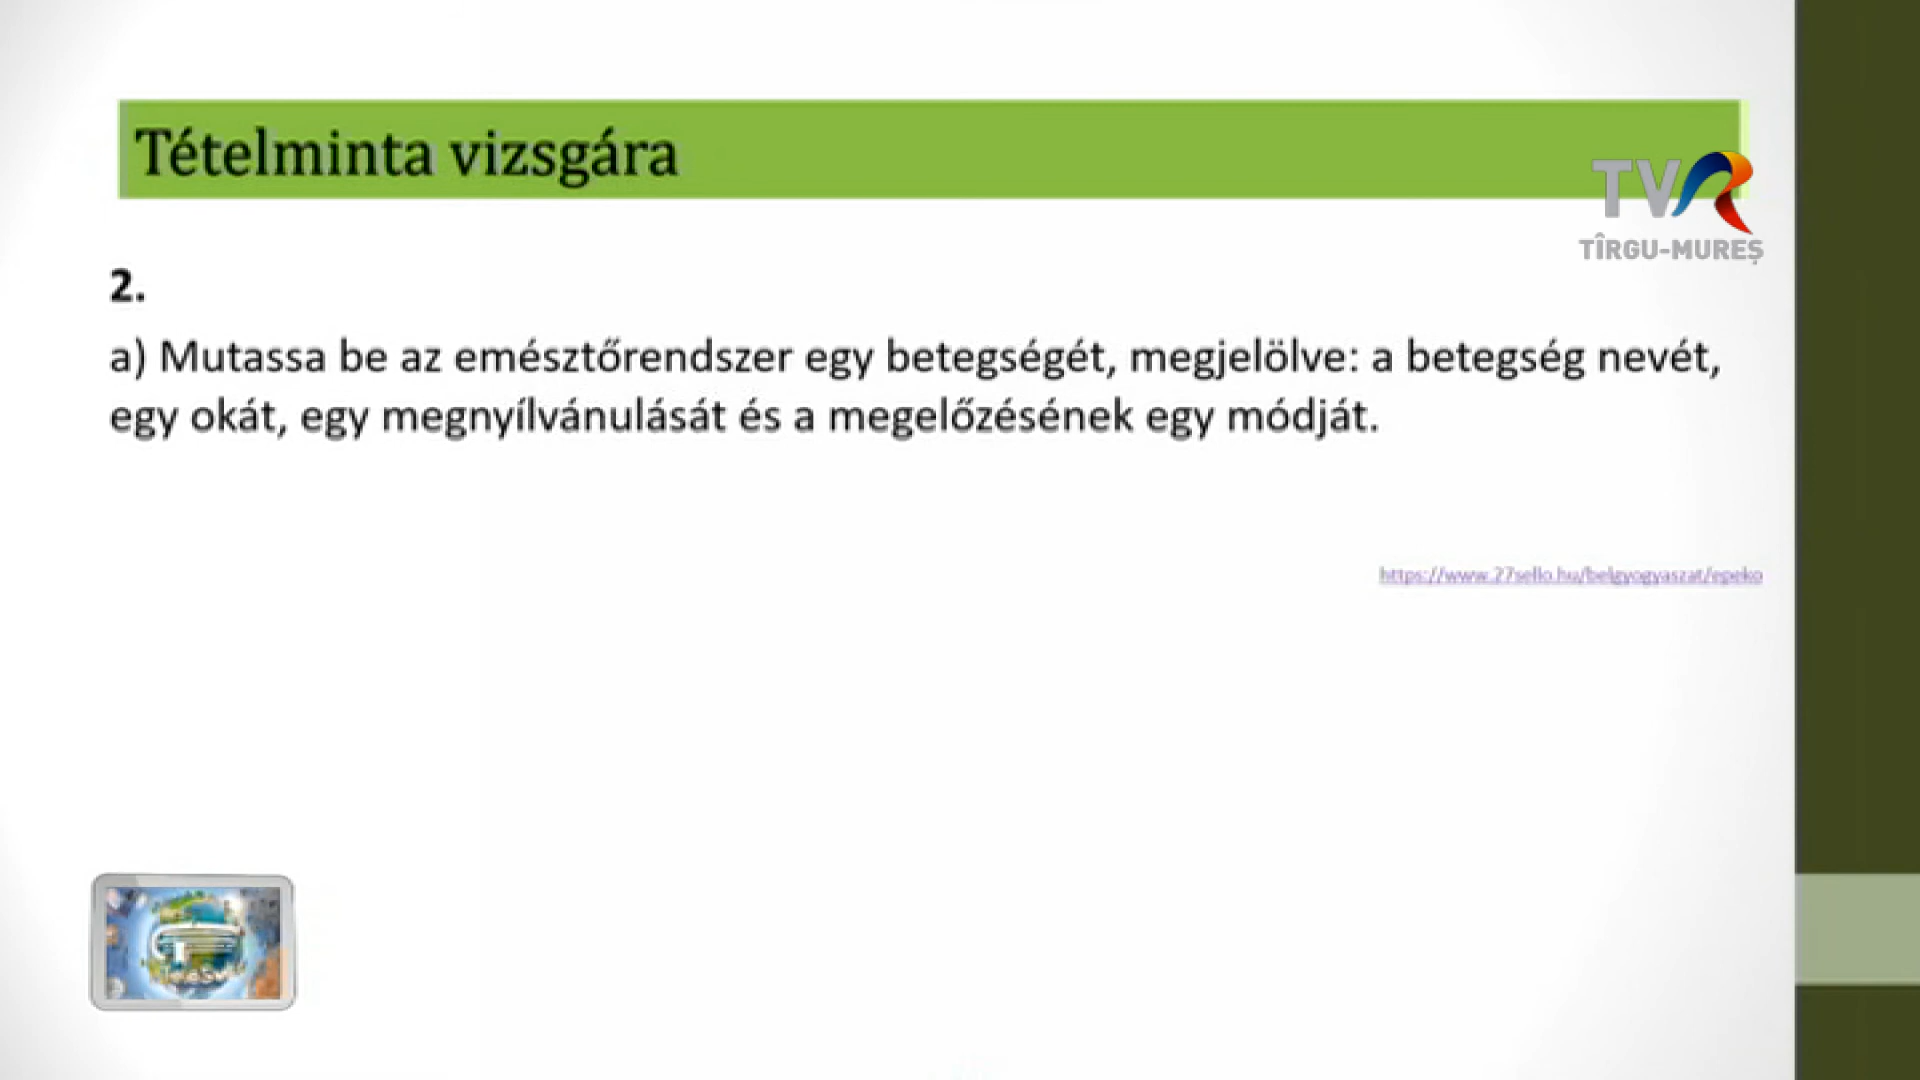 Tételminta vizsgára
TVR
TÎRGU-MUREȘ
2.
a) Mutassa be az emésztőrendszer egy betegségét, megjelölve: a betegség nevét,
egy okát, egy megnyílvánulását és a megelőzésének egy módját.
https://www.27sello.hu/belgyogyaszat/epeko